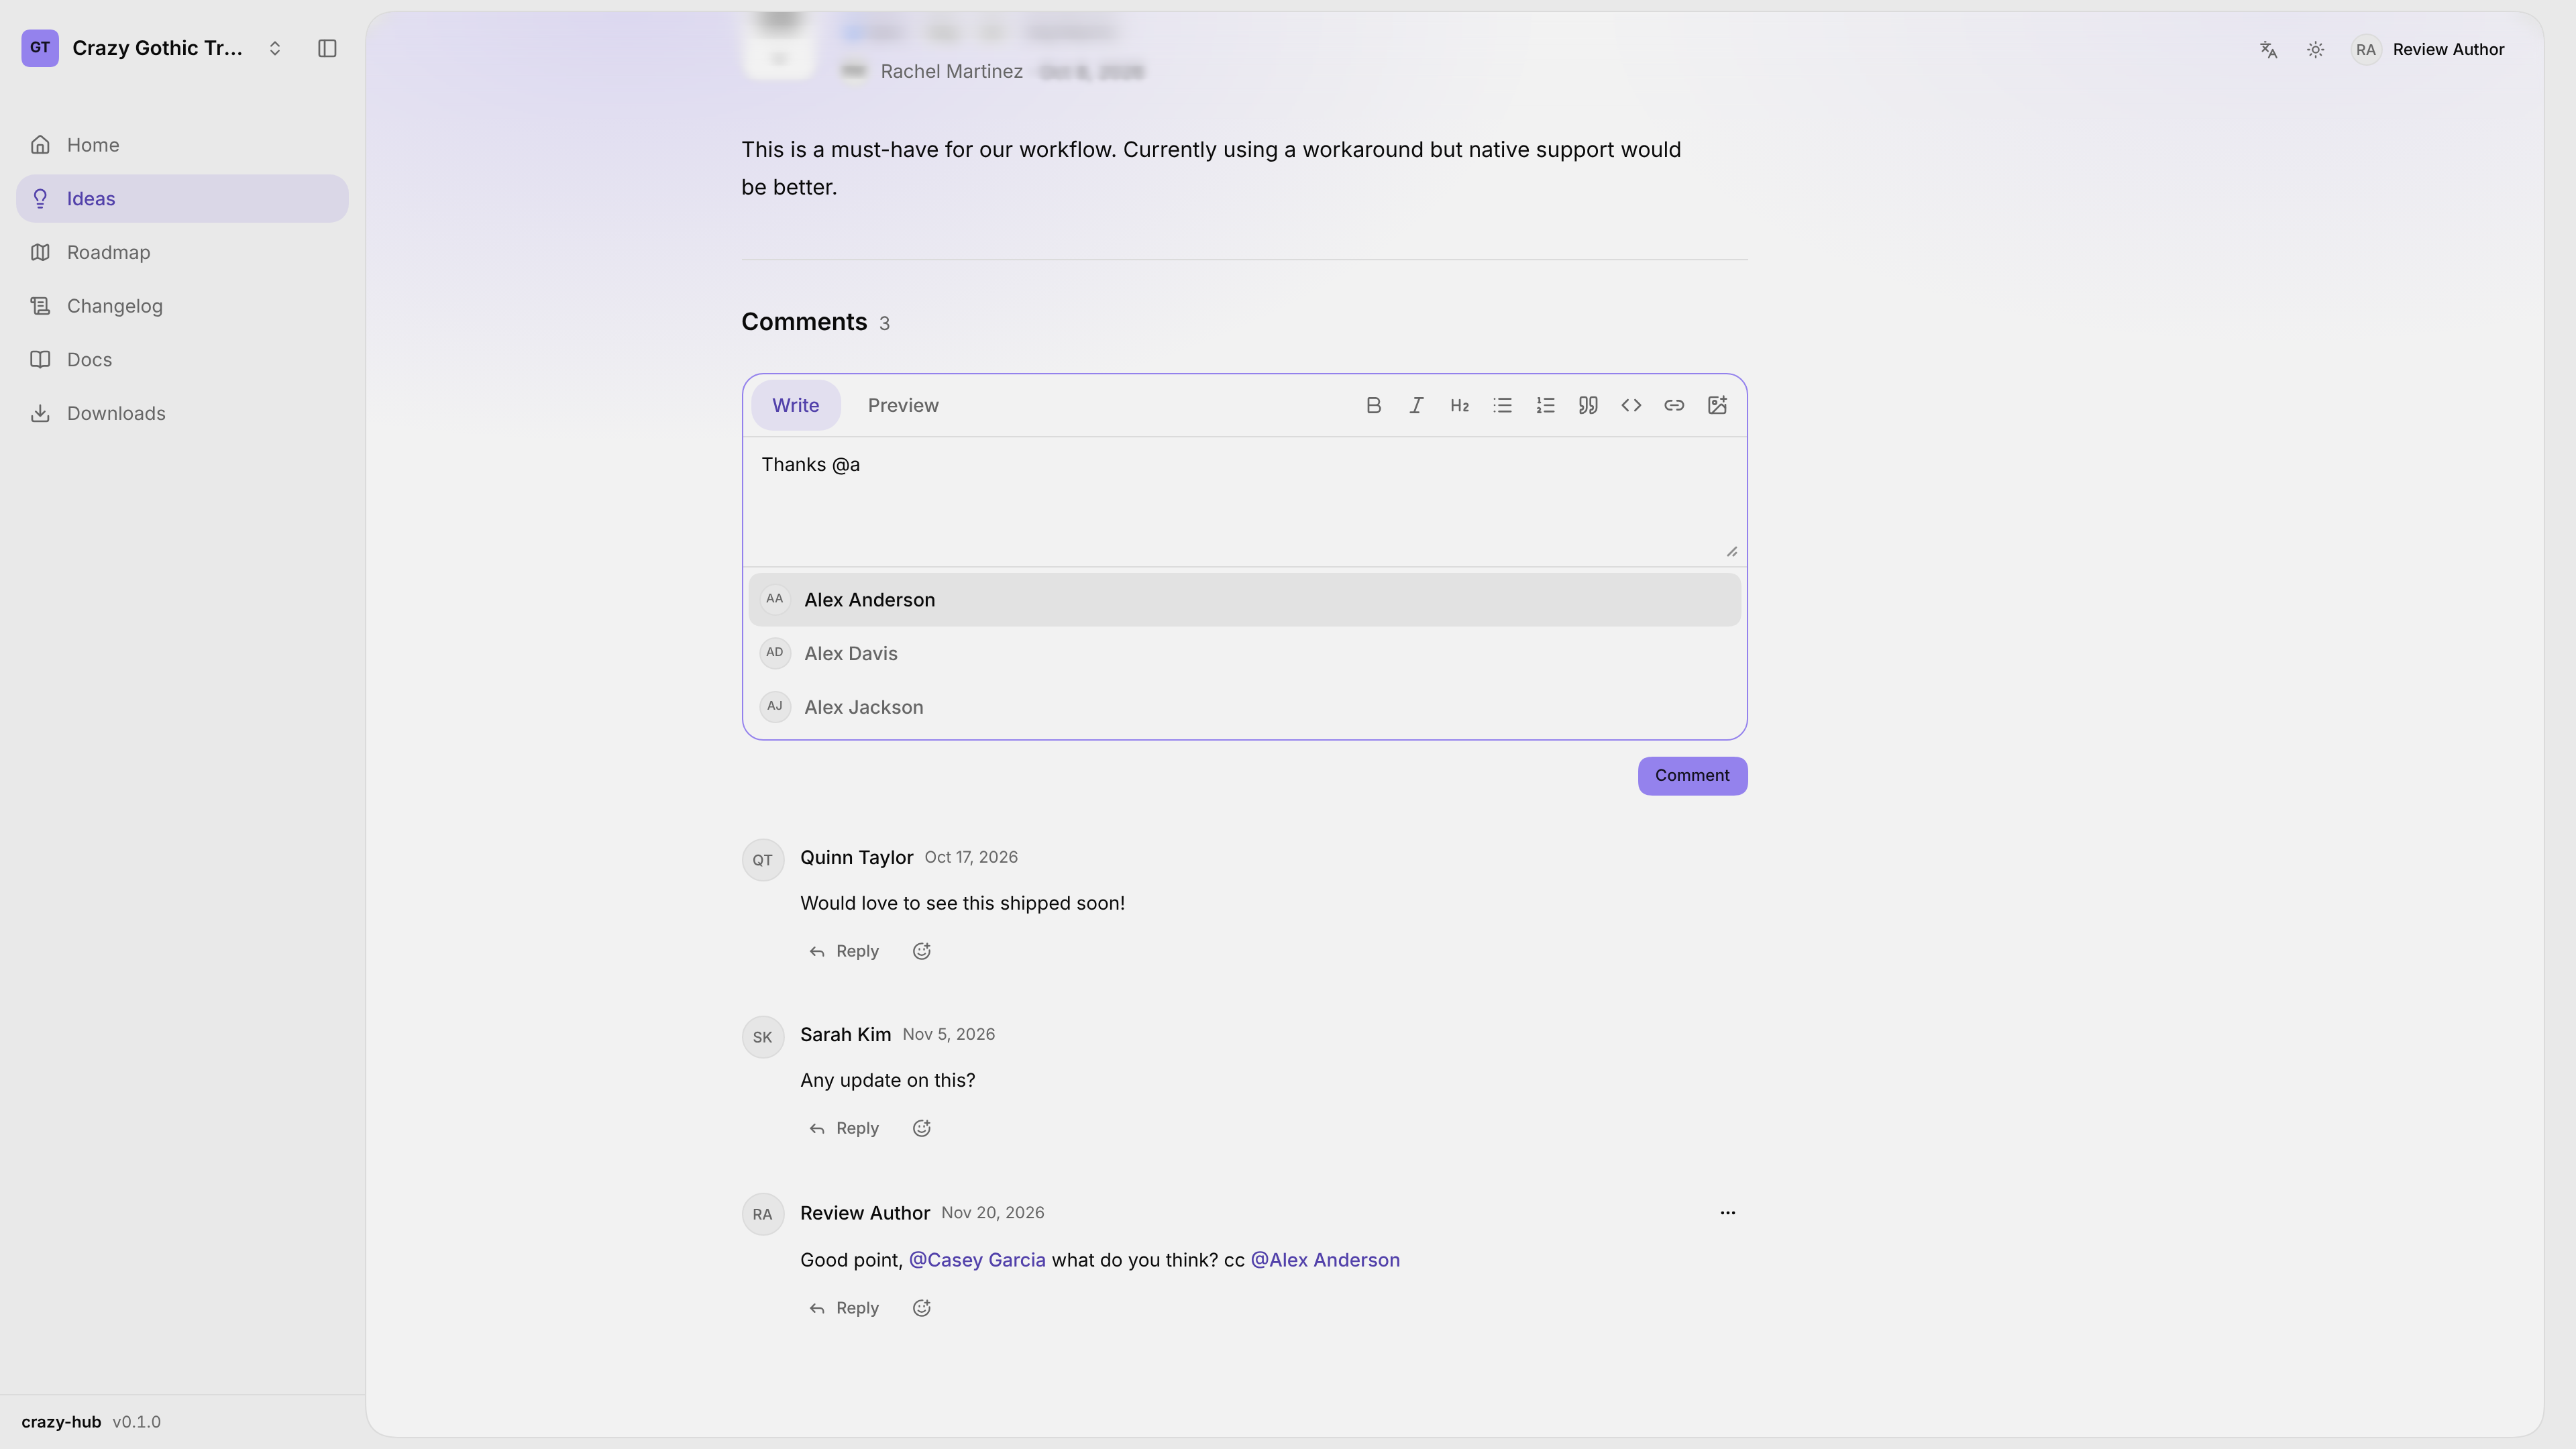 GT
Crazy Gothic Tr...
Home
Ideas
Roadmap
Changelog
Docs
Downloads
crazy-hub v0.1.0
RA Review Author
Rachel Martinez Oct 8, 2026
This is a must-have for our workflow. Currently using a workaround but native support would
be better.
Comments 3
Write Preview
Thanks @a
AA Alex Anderson
AD Alex Davis
AJ Alex Jackson
Comment
QT Quinn Taylor Oct 17, 2026
Would love to see this shipped soon!
Reply
SK Sarah Kim Nov 5, 2026
Any update on this?
Reply
RA Review Author Nov 20, 2026
Good point, @Casey Garcia what do you think? cc @Alex Anderson
Reply